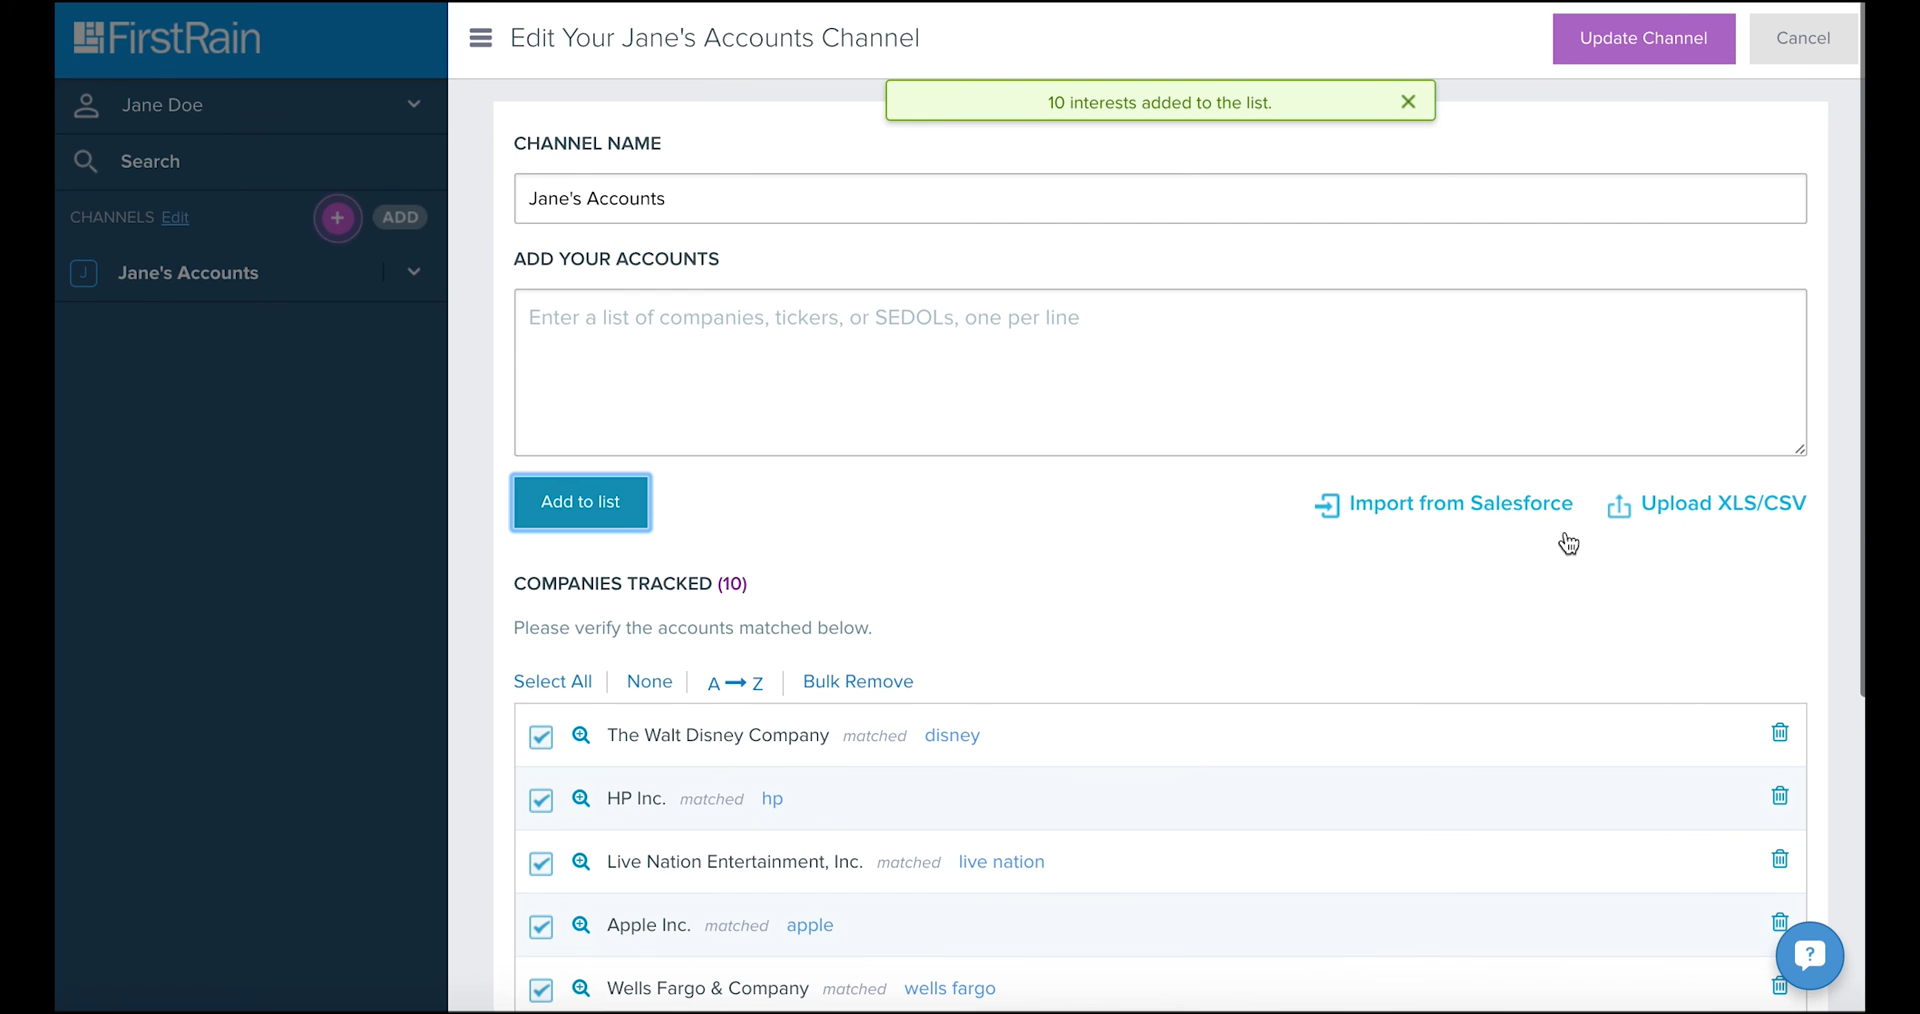 FirstRain
Edit Your Jane's Accounts Channel
Update Channel
Cancel
Jane Doe
10 interests added to the list.
CHANNEL NAME
Search
Jane's Accounts
CHANNELS Edit
+ ADD
ADD YOUR ACCOUNTS
J Jane's Accounts
Enter a list of companies, tickers, or SEDOLs, one per line
Add to list
Import from Salesforce
Upload XLS/CSV
COMPANIES TRACKED (10)
Please verify the accounts matched below.
Select All | None | A → Z | Bulk Remove
The Walt Disney Company matched disney
HP Inc. matched hp
Live Nation Entertainment, Inc. matched live nation
Apple Inc. matched apple
?
Wells Fargo & Company matched wells fargo